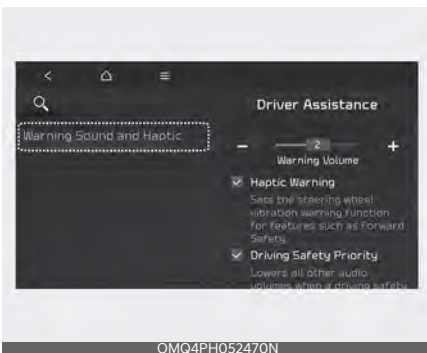 Driver Assistance
Warning Sound and Haptic
− 2 +
Warning Volume
Haptic Warning
Sets the steering wheel
vibration warning function
for features such as Forward
Safety.
Driving Safety Priority
Lowers all other audio
volumes when a driving safety
OMQ4PH052470N